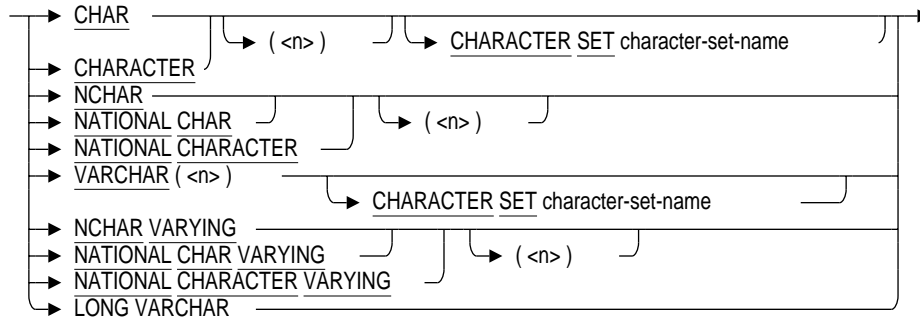 CHAR
( <n> )
CHARACTER SET character-set-name
CHARACTER
NCHAR
NATIONAL CHAR
( <n> )
NATIONAL CHARACTER
VARCHAR ( <n> )
CHARACTER SET character-set-name
NCHAR VARYING
NATIONAL CHAR VARYING
( <n> )
NATIONAL CHARACTER VARYING
LONG VARCHAR